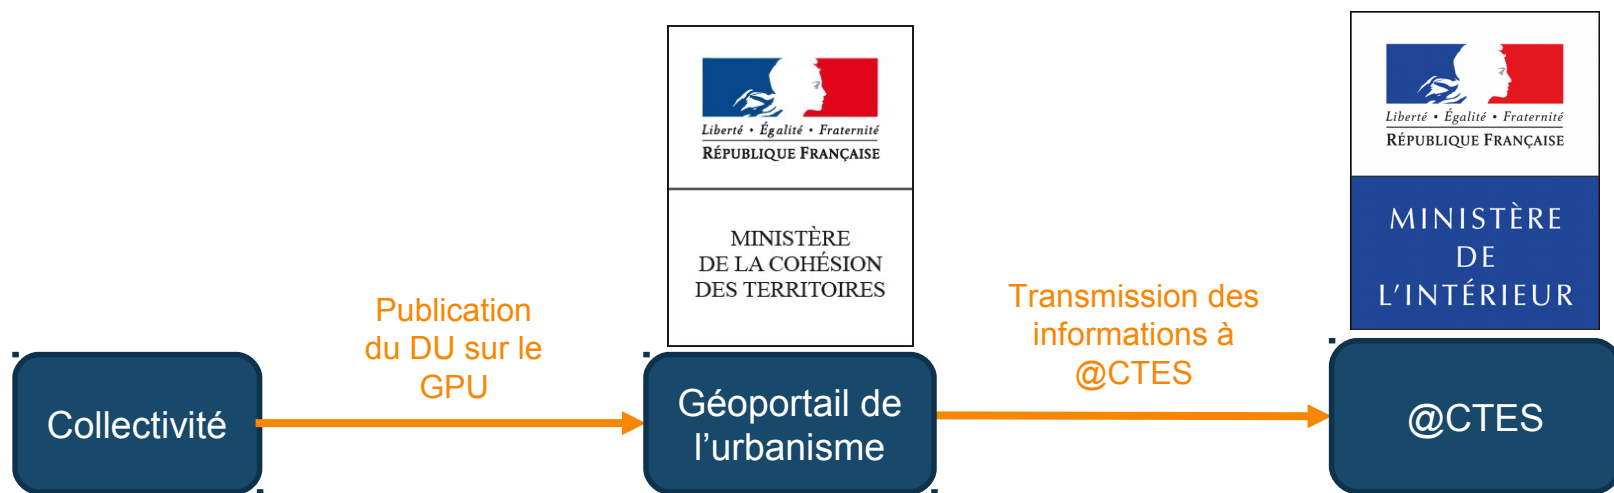 Liberté • Égalité • Fraternité
RÉPUBLIQUE FRANÇAISE
MINISTÈRE
DE LA COHÉSION
DES TERRITOIRES
Liberté • Égalité • Fraternité
RÉPUBLIQUE FRANÇAISE
MINISTÈRE
DE
L'INTÉRIEUR
Collectivité
Publication
du DU sur le
GPU
Géoportail de
l’urbanisme
Transmission des
informations à
@CTES
@CTES